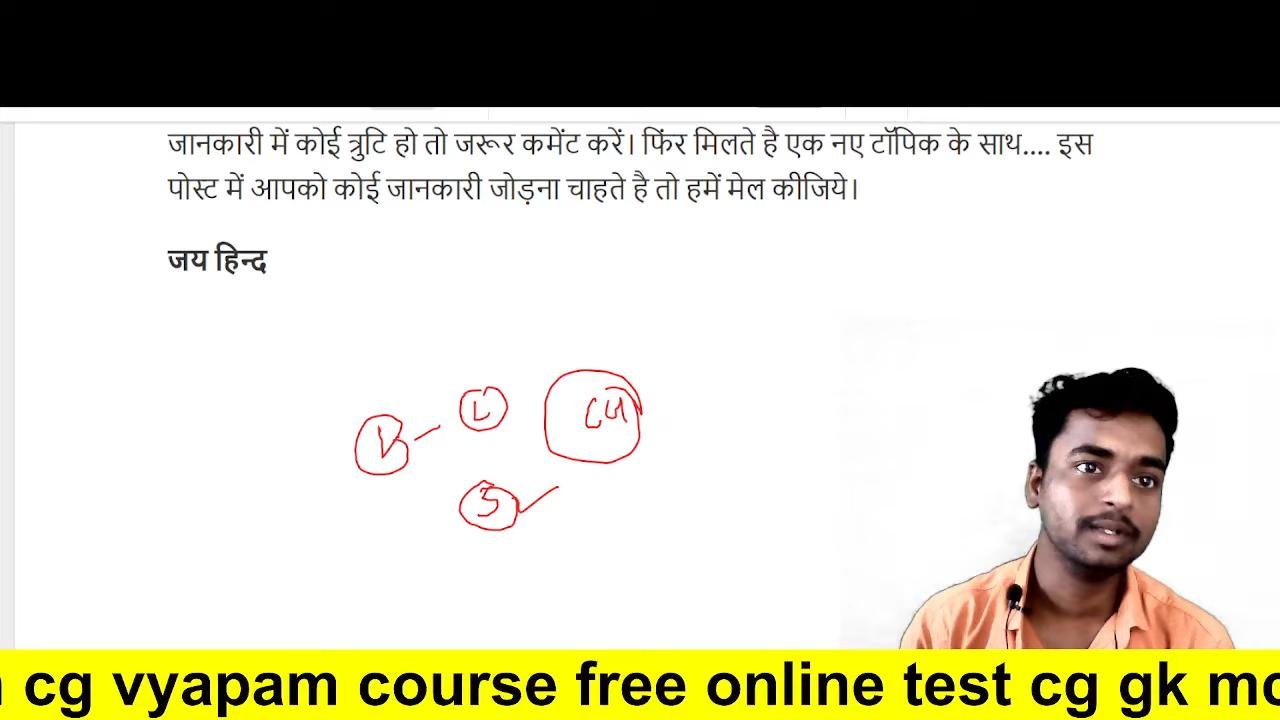 जानकारी में कोई त्रुटि हो तो जरूर कमेंट करें। फिंर मिलते है एक नए टॉपिक के साथ.... इस
पोस्ट में आपको कोई जानकारी जोड़ना चाहते है तो हमें मेल कीजिये।
जय हिन्द
cg vyapam course free online test cg gk